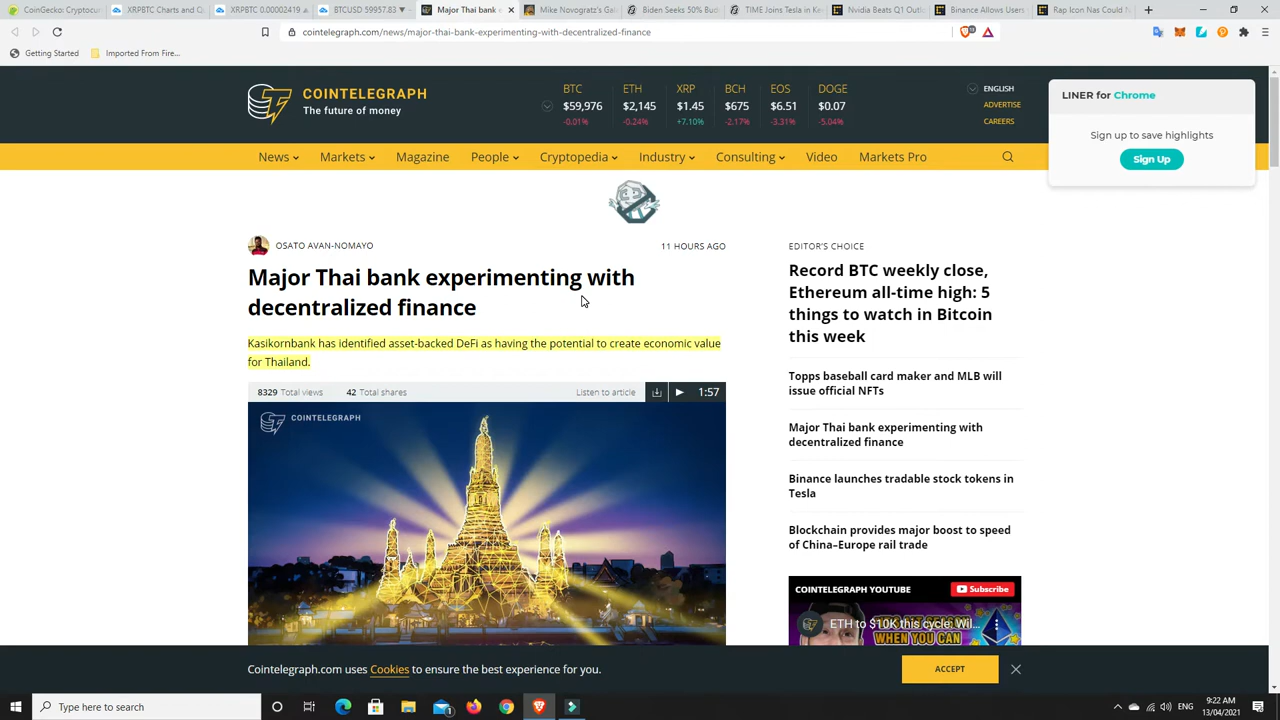 CoinGecko: Cryptoc
XRPBTC Charts and Q
XRPBTC 0.00002419
BTCUSD 59957.83
Major Thai bank e
Mike Novogratz's Ga
Biden Seeks 50% Bud
TIME Joins Tesla in Ke
Nvidia Beats Q1 Outlo
Binance Allows Users
Rap Icon Nas Could N
cointelegraph.com/news/major-thai-bank-experimenting-with-decentralized-finance
Getting Started
Imported From Fire...
COINTELEGRAPH
The future of money
BTC ETH XRP BCH EOS DOGE
$59,976 $2,145 $1.45 $675 $6.51 $0.07
-0.01% -0.24% +7.10% -2.17% -3.31% -5.04%
ENGLISH
ADVERTISE
CAREERS
LINER for Chrome
Sign up to save highlights
Sign Up
News Markets Magazine People Cryptopedia Industry Consulting Video Markets Pro
OSATO AVAN-NOMAYO
11 HOURS AGO
Major Thai bank experimenting with
decentralized finance
Kasikornbank has identified asset-backed DeFi as having the potential to create economic value
for Thailand.
8329 Total views
42 Total shares
Listen to article
1:57
COINTELEGRAPH
EDITOR'S CHOICE
Record BTC weekly close,
Ethereum all-time high: 5
things to watch in Bitcoin
this week
Topps baseball card maker and MLB will
issue official NFTs
Major Thai bank experimenting with
decentralized finance
Binance launches tradable stock tokens in
Tesla
Blockchain provides major boost to speed
of China–Europe rail trade
COINTELEGRAPH YOUTUBE
Subscribe
ETH to $10K this cycle: Wil...
WHEN YOU CAN
Cointelegraph.com uses Cookies to ensure the best experience for you.
ACCEPT
Type here to search
ENG
9:22 AM
13/04/2021